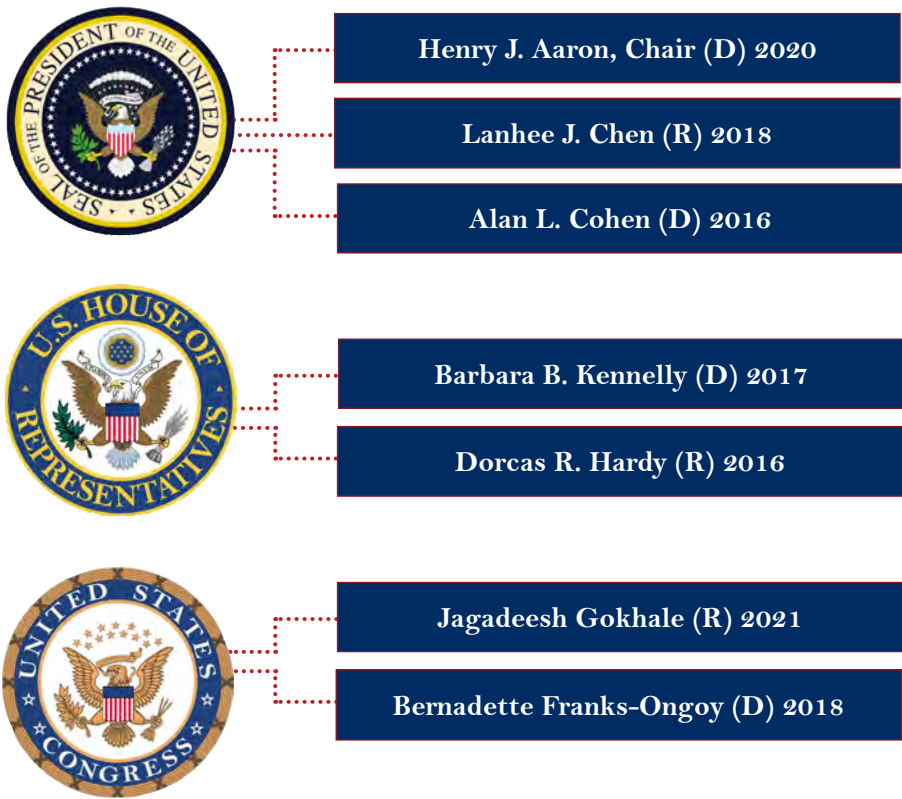 SEAL OF THE PRESIDENT OF THE UNITED STATES
Henry J. Aaron, Chair (D) 2020
Lanhee J. Chen (R) 2018
Alan L. Cohen (D) 2016
U.S. HOUSE OF REPRESENTATIVES
Barbara B. Kennelly (D) 2017
Dorcas R. Hardy (R) 2016
UNITED STATES CONGRESS
Jagadeesh Gokhale (R) 2021
Bernadette Franks-Ongoy (D) 2018